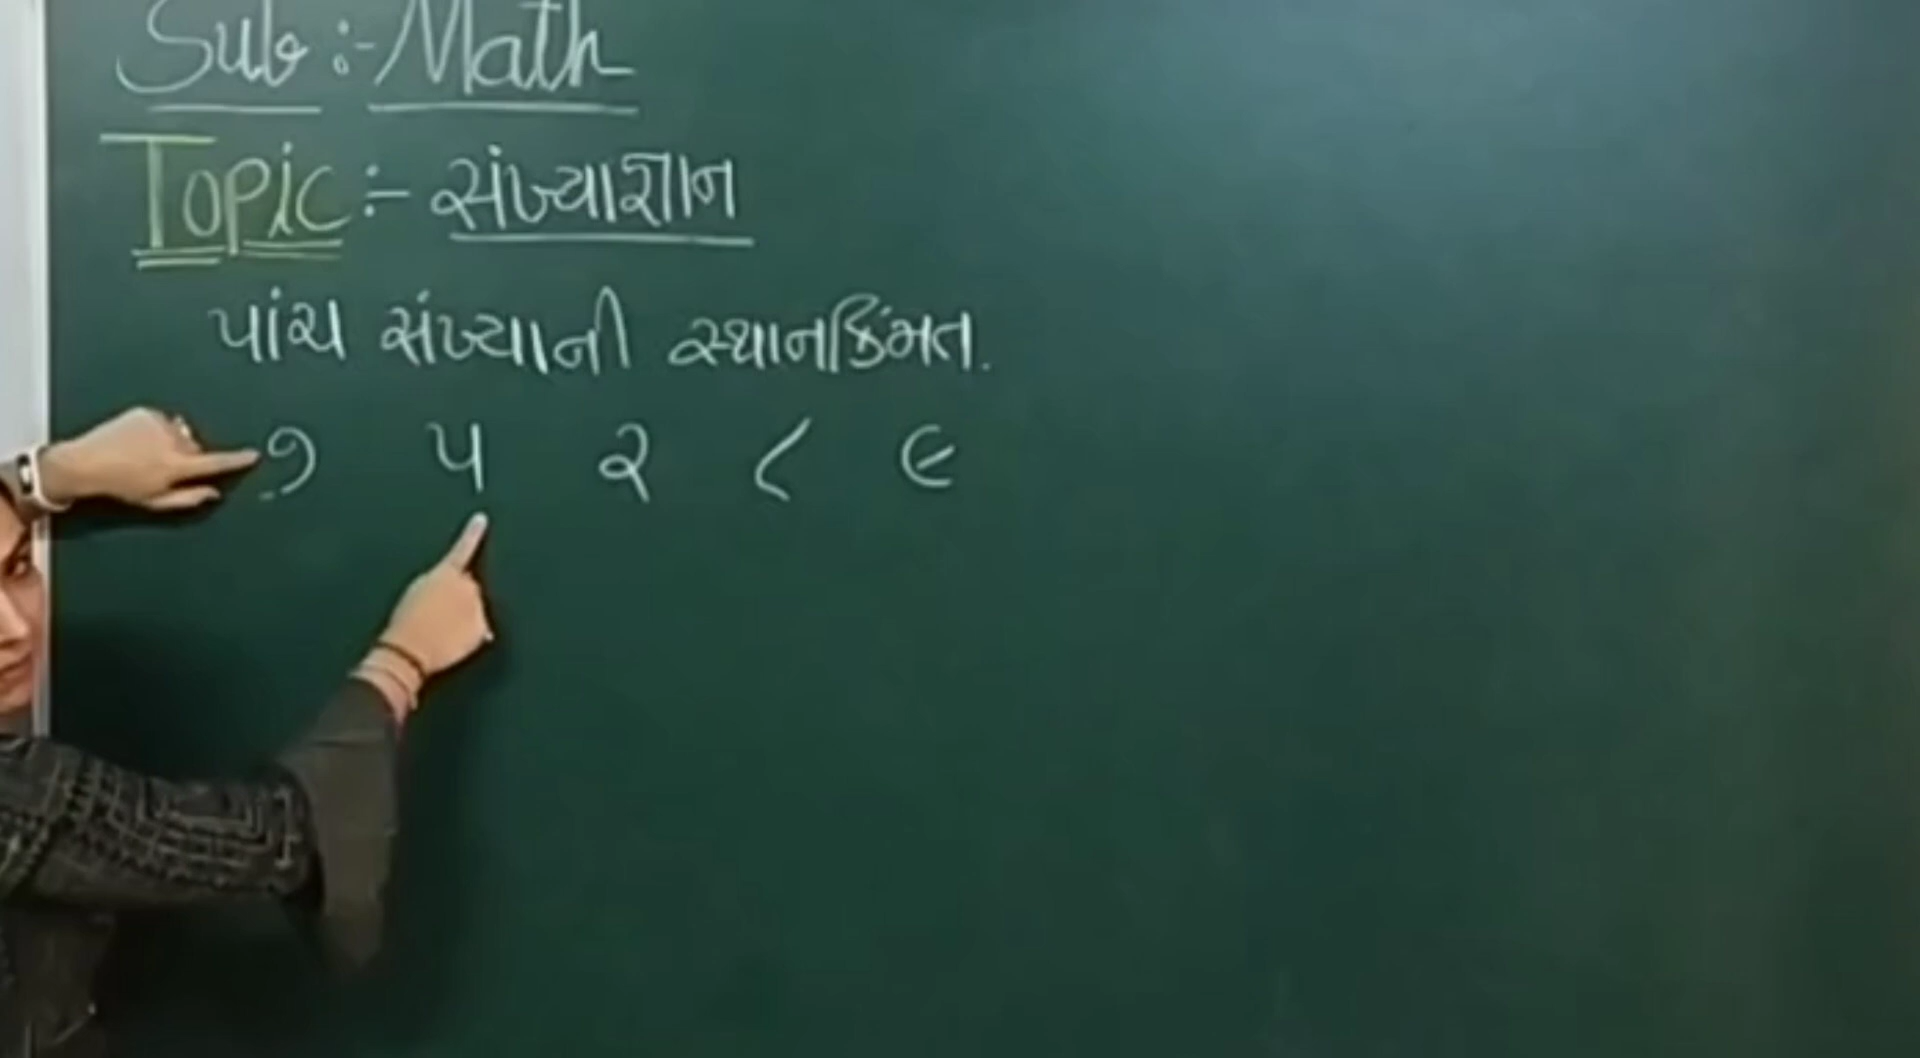 Sub :- Math
Topic :- સંખ્યાજ્ઞાન
પાંચ સંખ્યાની સ્થાનકિંમત.
૭ ૫ ૨ ૮ ૯